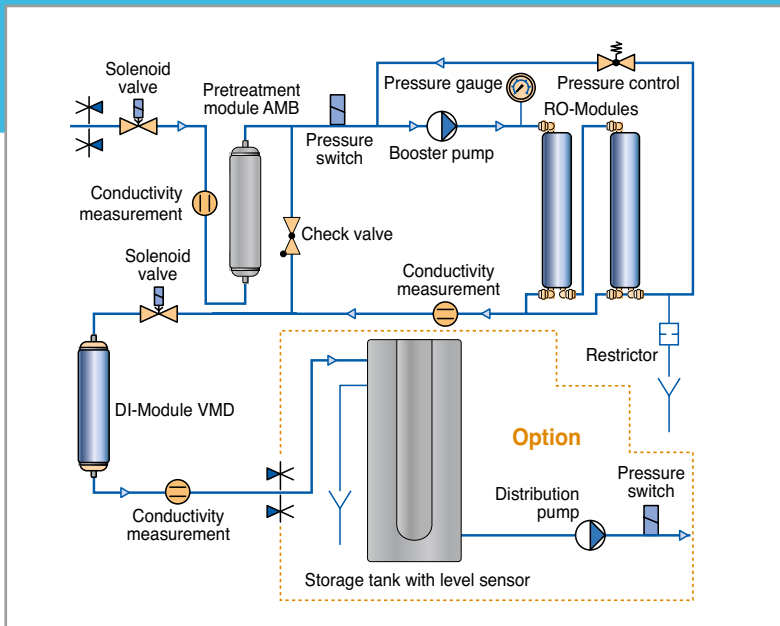 Solenoid
valve
Pretreatment
module AMB
Pressure gauge
Pressure control
RO-Modules
Pressure
switch
Booster pump
Conductivity
measurement
Check valve
Solenoid
valve
Conductivity
measurement
Restrictor
DI-Module VMD
Option
Pressure
switch
Distribution
pump
Conductivity
measurement
Storage tank with level sensor